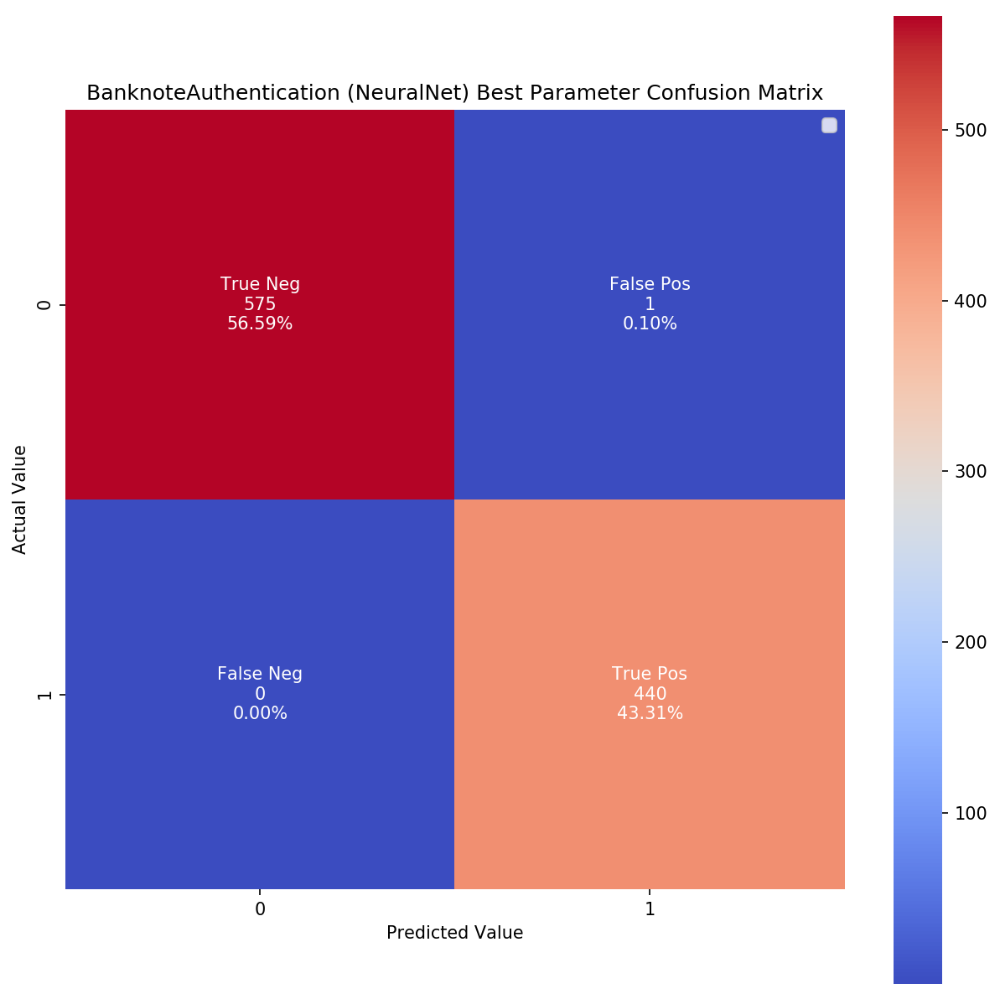 BanknoteAuthentication (NeuralNet) Best Parameter Confusion Matrix
True Neg
575
56.59%
False Pos
1
0.10%
False Neg
0
0.00%
True Pos
440
43.31%
0
1
Actual Value
0
1
Predicted Value
500
400
300
200
100